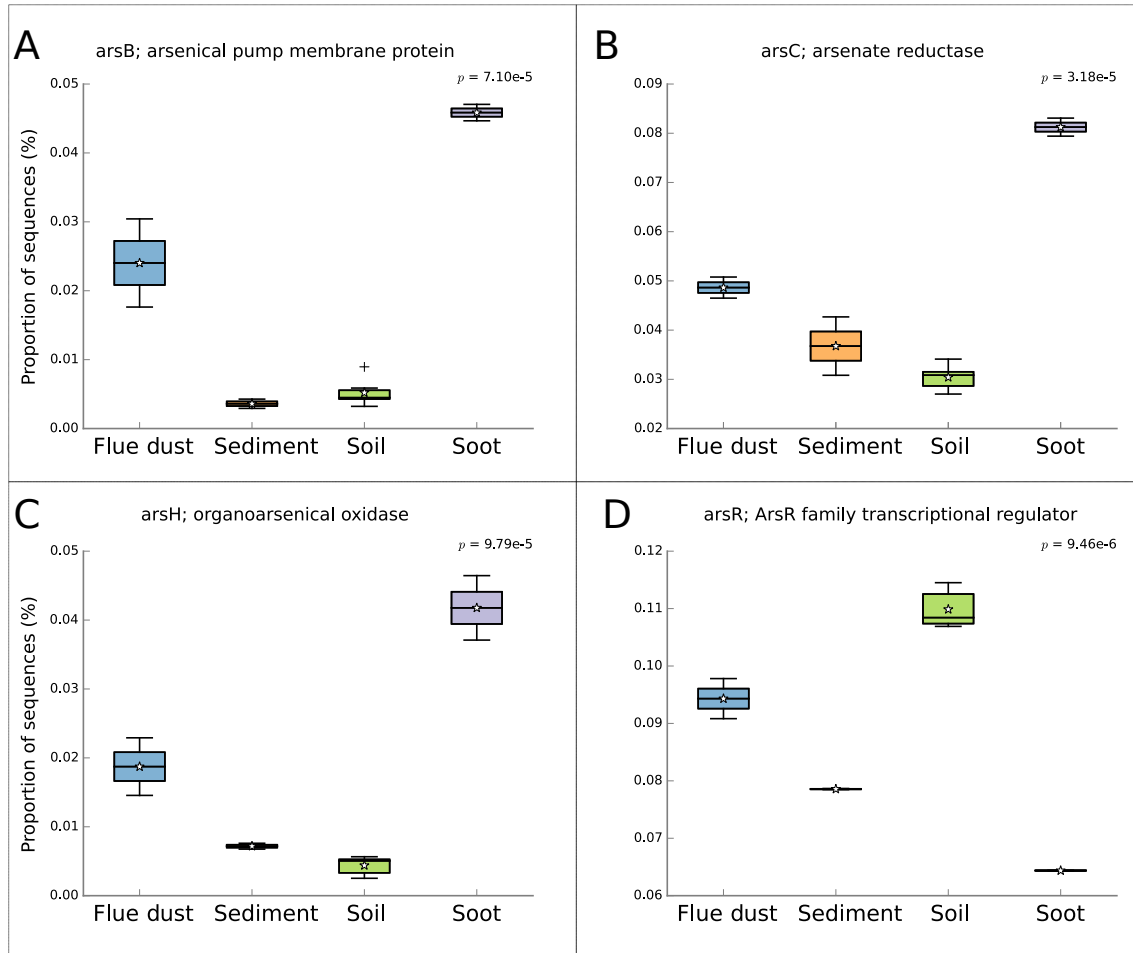 A
arsB; arsenical pump membrane protein
p = 7.10e-5
Proportion of sequences (%)
0.05
0.04
0.03
0.02
0.01
0.00
Flue dust Sediment Soil Soot
B
arsC; arsenate reductase
p = 3.18e-5
0.09
0.08
0.07
0.06
0.05
0.04
0.03
0.02
Flue dust Sediment Soil Soot
C
arsH; organoarsenical oxidase
p = 9.79e-5
Proportion of sequences (%)
0.05
0.04
0.03
0.02
0.01
0.00
Flue dust Sediment Soil Soot
D
arsR; ArsR family transcriptional regulator
p = 9.46e-6
0.12
0.11
0.10
0.09
0.08
0.07
0.06
Flue dust Sediment Soil Soot